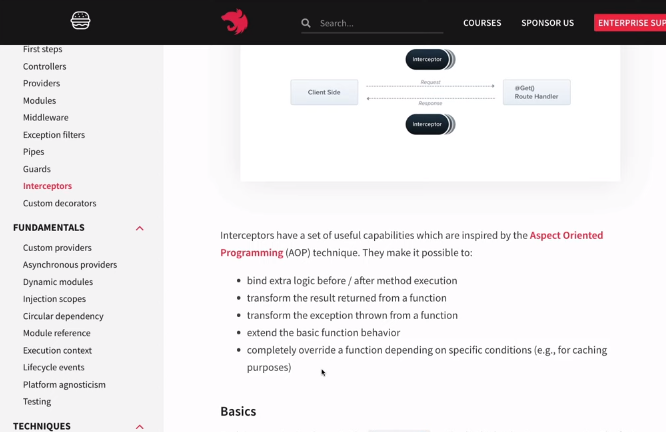 Search...
COURSES
SPONSOR US
ENTERPRISE SUP
First steps
Controllers
Providers
Modules
Middleware
Exception filters
Pipes
Guards
Interceptors
Custom decorators
FUNDAMENTALS
Custom providers
Asynchronous providers
Dynamic modules
Injection scopes
Circular dependency
Module reference
Execution context
Lifecycle events
Platform agnosticism
Testing
TECHNIQUES
Interceptor
Client Side
Request
Response
@Get()
Route Handler
Interceptor
Interceptors have a set of useful capabilities which are inspired by the Aspect Oriented
Programming (AOP) technique. They make it possible to:
• bind extra logic before / after method execution
• transform the result returned from a function
• transform the exception thrown from a function
• extend the basic function behavior
• completely override a function depending on specific conditions (e.g., for caching
purposes)
Basics